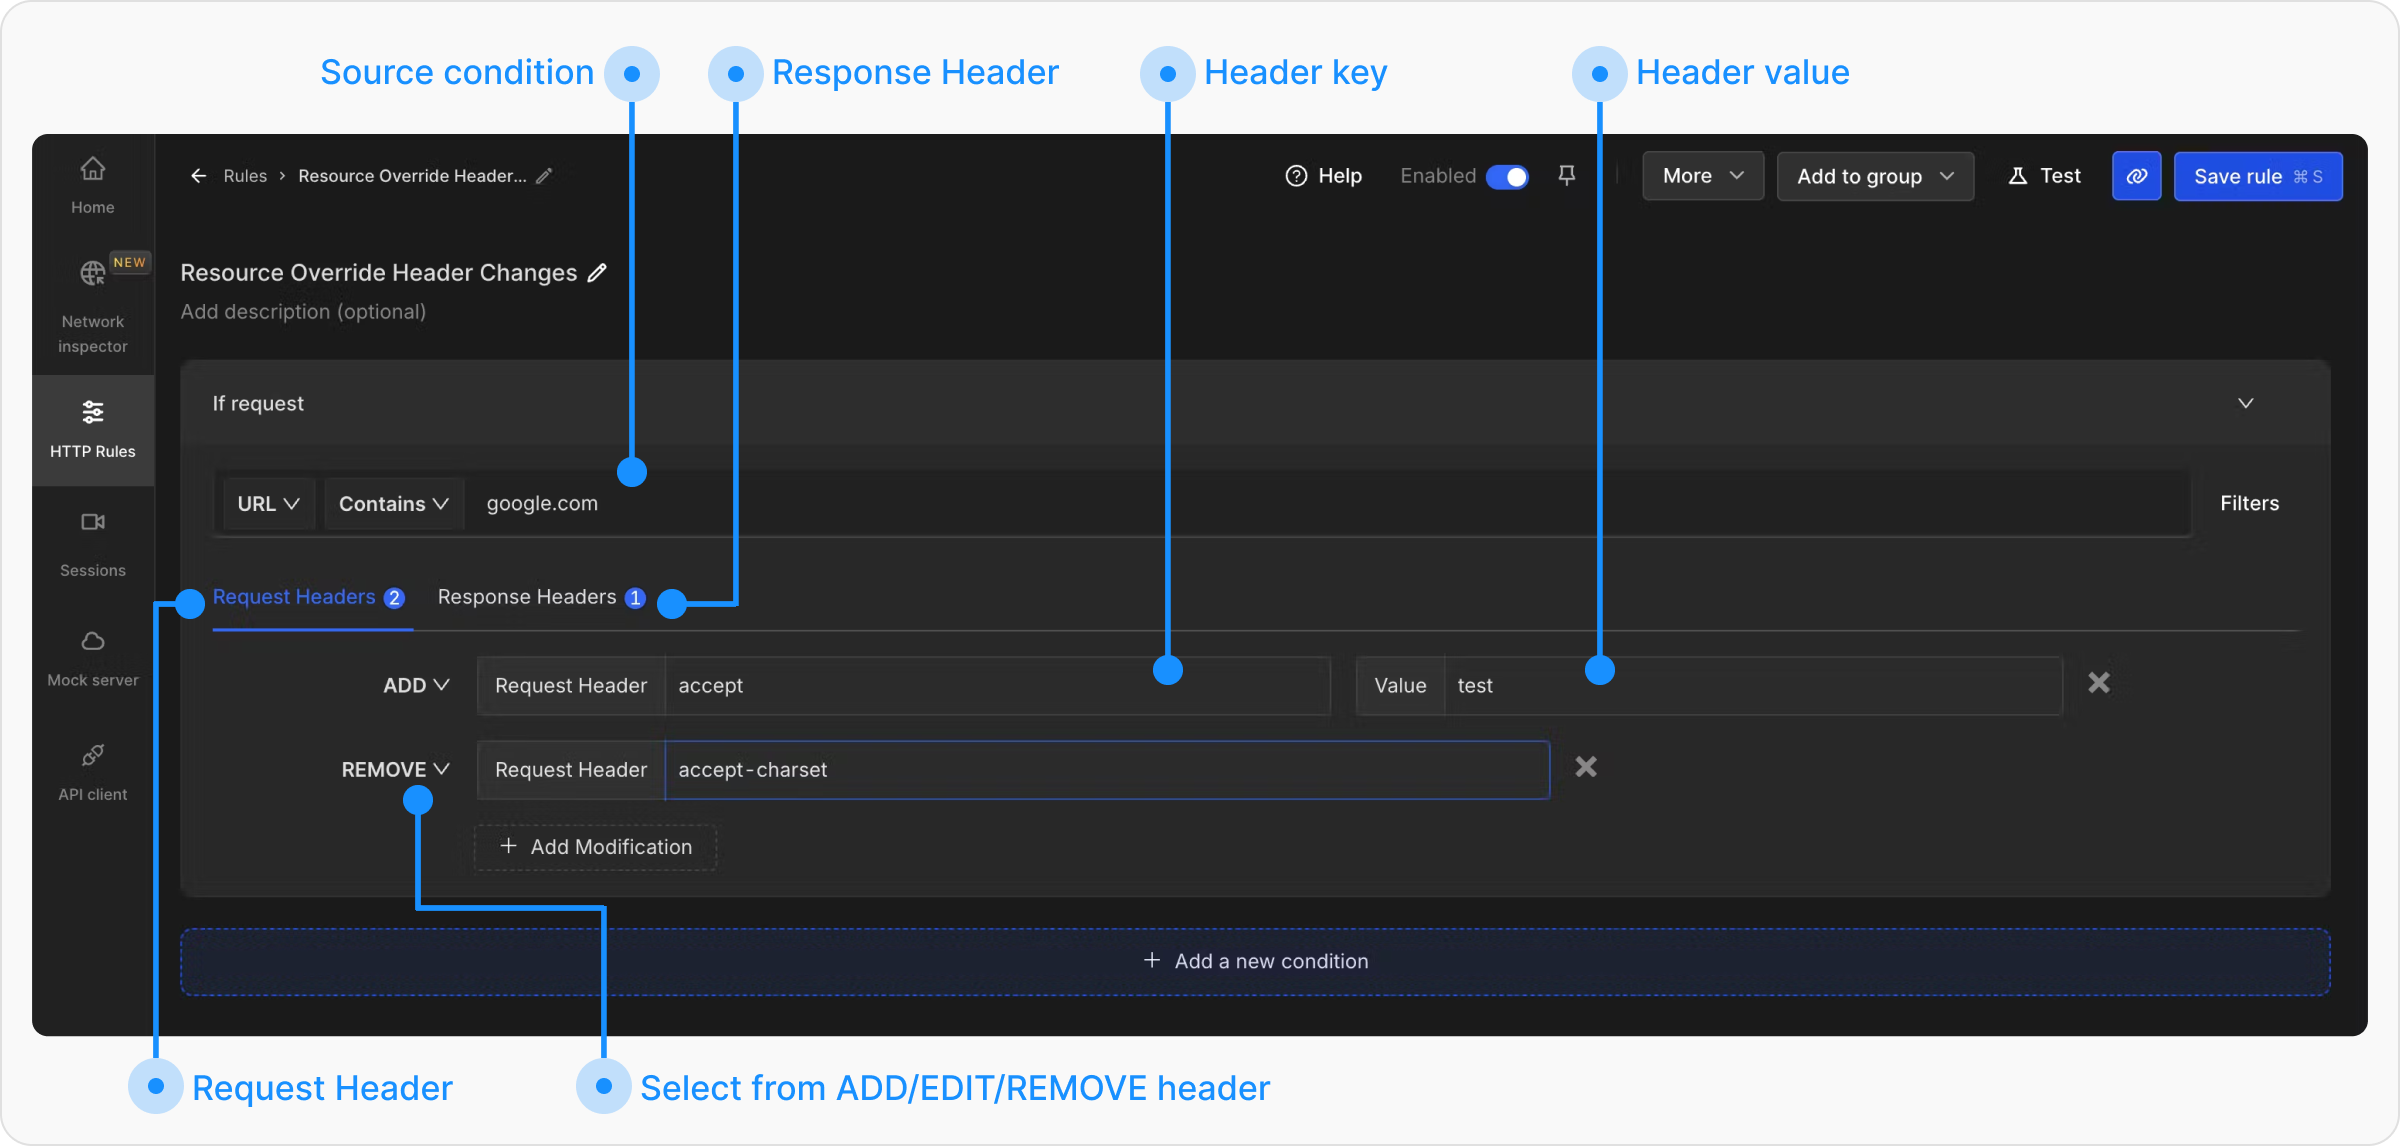 Source condition
Response Header
Header key
Header value
Home
NEW
Network
inspector
HTTP Rules
Sessions
Mock server
API client
Rules › Resource Override Header...
Help
Enabled
More
Add to group
Test
Save rule ⌘ S
Resource Override Header Changes
Add description (optional)
If request
URL
Contains
google.com
Filters
Request Headers 2
Response Headers 1
ADD
Request Header
accept
Value
test
REMOVE
Request Header
accept-charset
+ Add Modification
+ Add a new condition
Request Header
Select from ADD/EDIT/REMOVE header